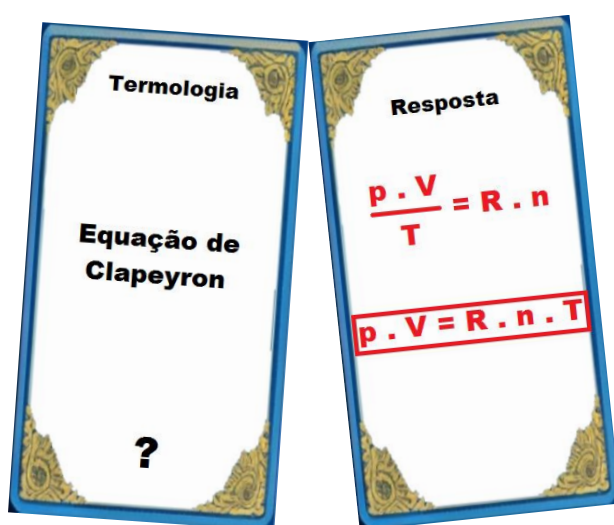 Termologia
Equação de
Clapeyron
?
Resposta
p . V
= R . n
T
p . V = R . n . T